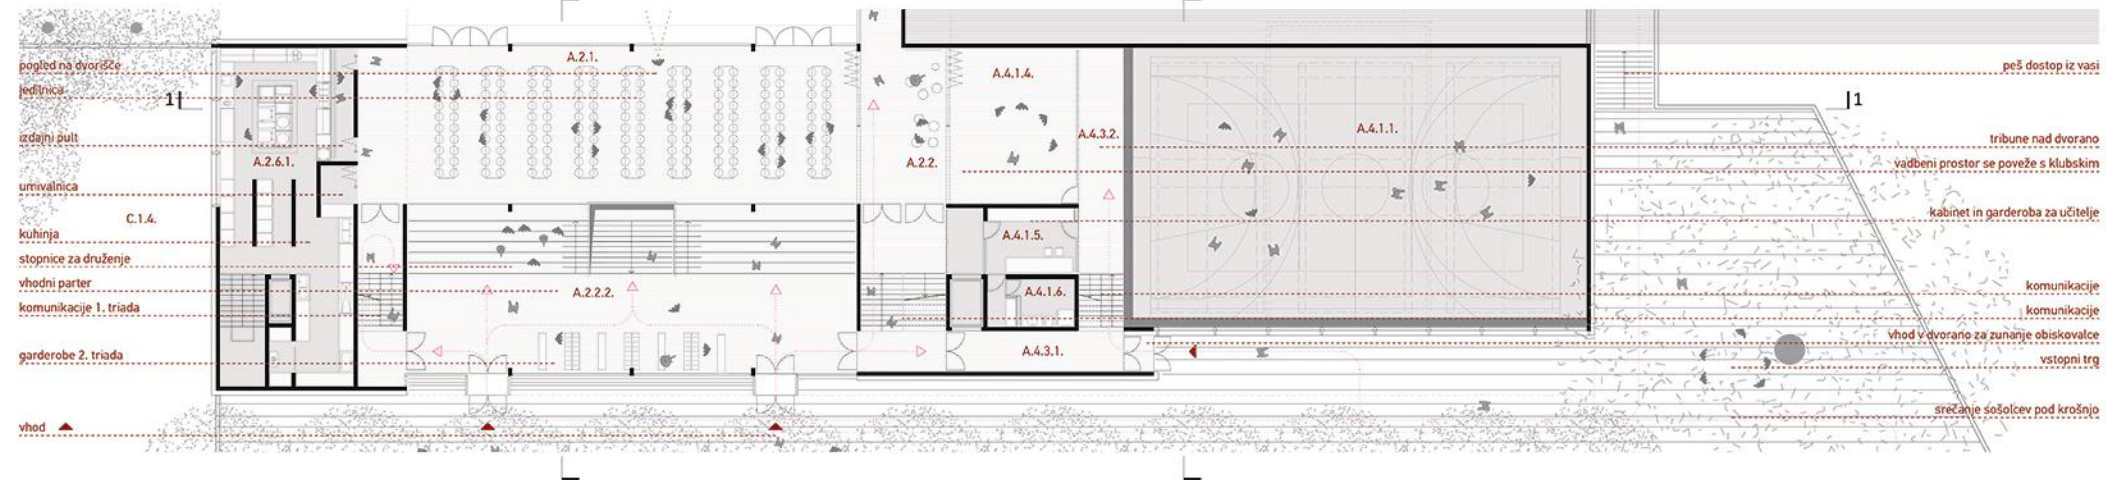 pogled na dvorišče
jedilnica
izdajni pult
umivalnica
C.1.4.
kuhinja
stopnice za druženje
vhodni parter
komunikacije 1. triada
garderobe 2. triada
vhod
1
A.2.6.1.
A.2.1.
A.2.2.2.
A.2.2.
A.4.1.4.
A.4.3.2.
A.4.1.5.
A.4.1.6.
A.4.3.1.
A.4.1.1.
1
peš dostop iz vasi
tribune nad dvorano
vadbeni prostor se poveže s klubskim
kabinet in garderoba za učitelje
komunikacije
komunikacije
vhod v dvorano za zunanje obiskovalce
vstopni trg
srečanje sošolcev pod krošnjo